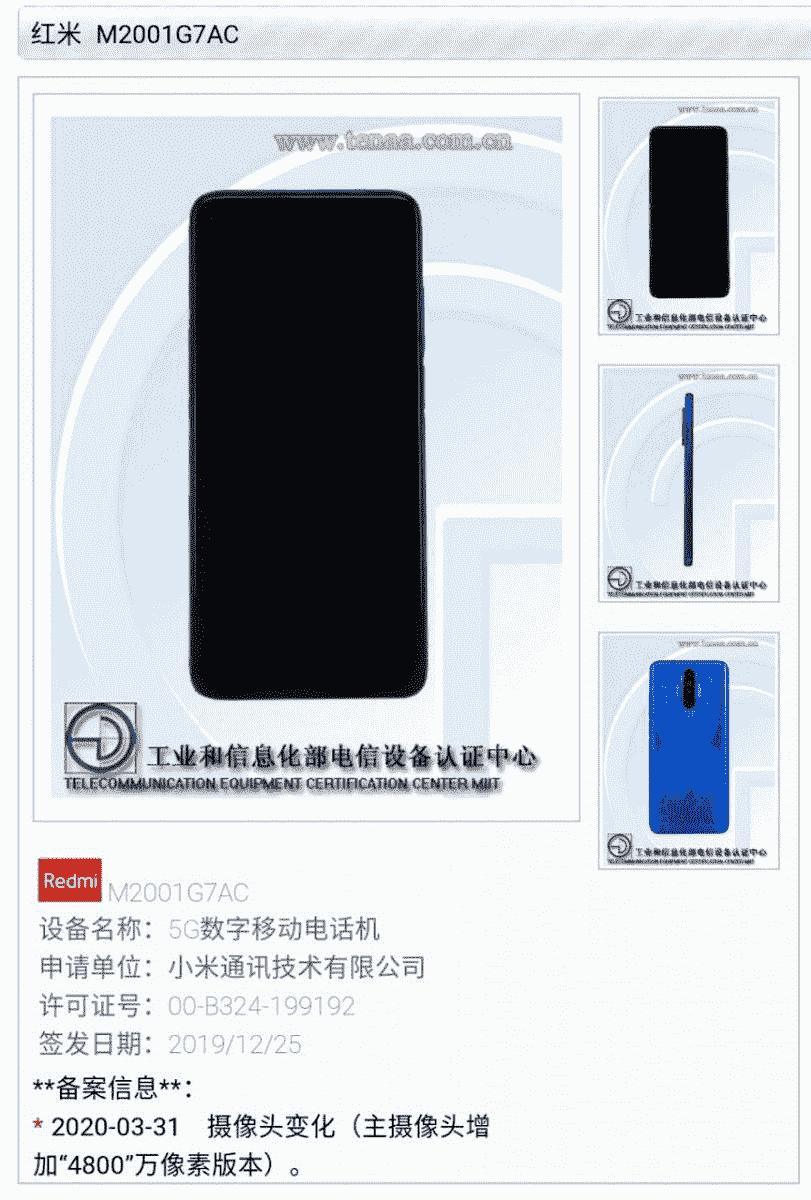 红米 M2001G7AC
www.tenaa.com.cn
工业和信息化部电信设备认证中心
TELECOMMUNICATION EQUIPMENT CERTIFICATION CENTER MIIT
www.tenaa.com.cn
工业和信息化部电信设备认证中心
TELECOMMUNICATION EQUIPMENT CERTIFICATION CENTER MIIT
www.tenaa.com.cn
工业和信息化部电信设备认证中心
TELECOMMUNICATION EQUIPMENT CERTIFICATION CENTER MIIT
www.tenaa.com.cn
工业和信息化部电信设备认证中心
TELECOMMUNICATION EQUIPMENT CERTIFICATION CENTER MIIT
Redmi M2001G7AC
设备名称：5G数字移动电话机
申请单位：小米通讯技术有限公司
许可证号：00-B324-199192
签发日期：2019/12/25
**备案信息**：
* 2020-03-31 摄像头变化（主摄像头增
加“4800”万像素版本）。